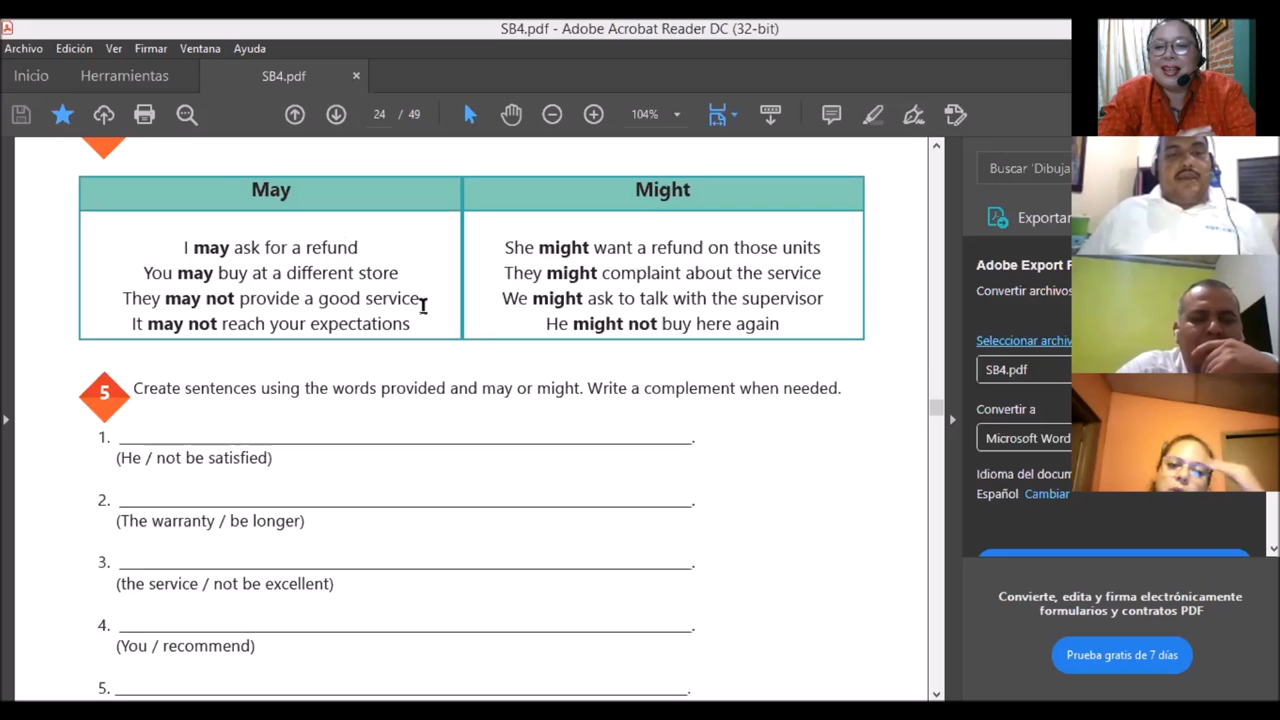 SB4.pdf - Adobe Acrobat Reader DC (32-bit)
Archivo Edición Ver Firmar Ventana Ayuda
Inicio Herramientas SB4.pdf ×
24 / 49 104%
May Might
I may ask for a refund
You may buy at a different store
They may not provide a good service
It may not reach your expectations
She might want a refund on those units
They might complaint about the service
We might ask to talk with the supervisor
He might not buy here again
5 Create sentences using the words provided and may or might. Write a complement when needed.
1. ______.
(He / not be satisfied)
2. ______.
(The warranty / be longer)
3. ______.
(the service / not be excellent)
4. ______.
(You / recommend)
5. ______.
Buscar 'Dibuja
Exportar
Adobe Export P
Convertir archivos
Seleccionar archiv
SB4.pdf
Convertir a
Microsoft Word
Idioma del docum
Español Cambiar
Convierte, edita y firma electrónicamente
formularios y contratos PDF
Prueba gratis de 7 días